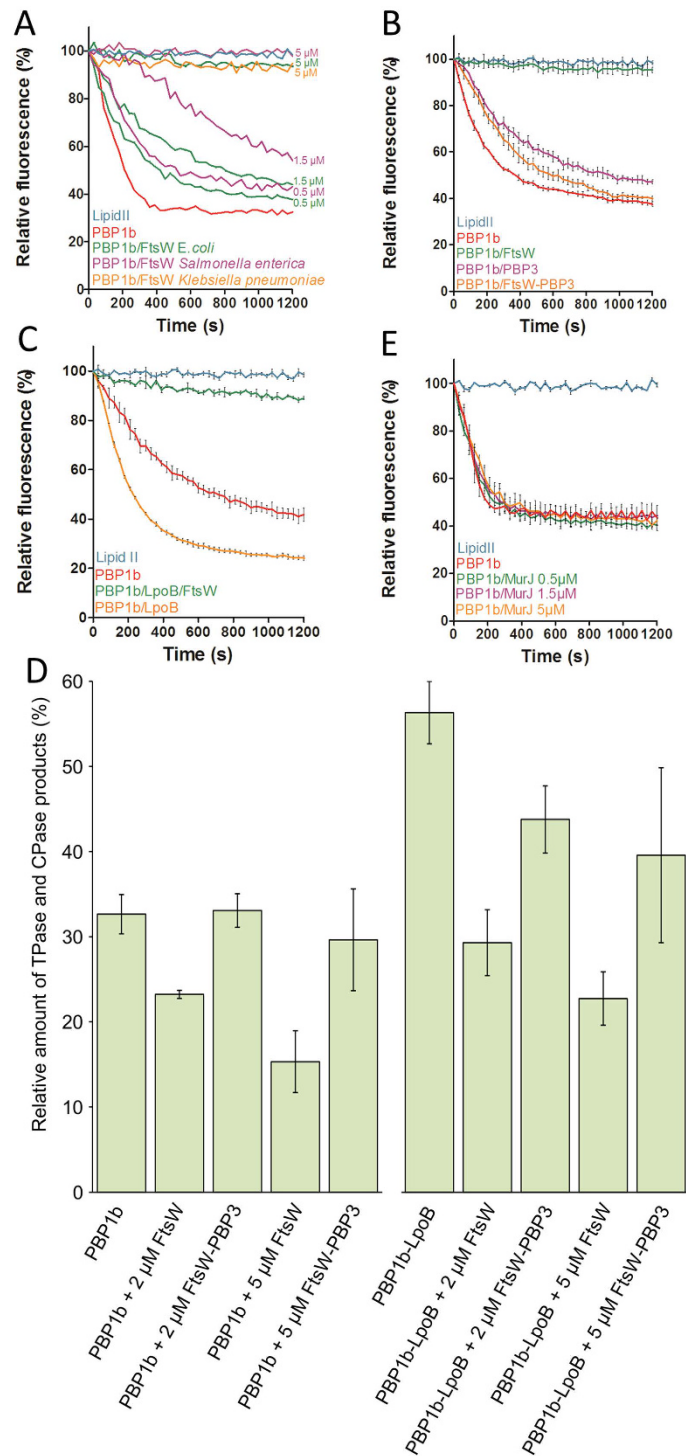 A
Relative fluorescence (%)
100
80
60
40
20
0
5 µM
5 µM
5 µM
1.5 µM
1.5 µM
0.5 µM
0.5 µM
LipidII
PBP1b
PBP1b/FtsW E.coli
PBP1b/FtsW Salmonella enterica
PBP1b/FtsW Klebsiella pneumoniae
0 200 400 600 800 1000 1200
Time (s)
B
Relative fluorescence (%)
100
80
60
40
20
0
LipidII
PBP1b
PBP1b/FtsW
PBP1b/PBP3
PBP1b/FtsW-PBP3
0 200 400 600 800 1000 1200
Time (s)
C
Relative fluorescence (%)
100
80
60
40
20
0
Lipid II
PBP1b
PBP1b/LpoB/FtsW
PBP1b/LpoB
0 200 400 600 800 1000 1200
Time (s)
E
Relative fluorescence (%)
100
80
60
40
20
0
LipidII
PBP1b
PBP1b/MurJ 0.5µM
PBP1b/MurJ 1.5µM
PBP1b/MurJ 5µM
0 200 400 600 800 1000 1200
Time (s)
D
Relative amount of TPase and CPase products (%)
60
50
40
30
20
10
0
PBP1b
PBP1b + 2 µM FtsW
PBP1b + 2 µM FtsW-PBP3
PBP1b + 5 µM FtsW
PBP1b + 5 µM FtsW-PBP3
PBP1b-LpoB
PBP1b-LpoB + 2 µM FtsW
PBP1b-LpoB + 2 µM FtsW-PBP3
PBP1b-LpoB + 5 µM FtsW
PBP1b-LpoB + 5 µM FtsW-PBP3